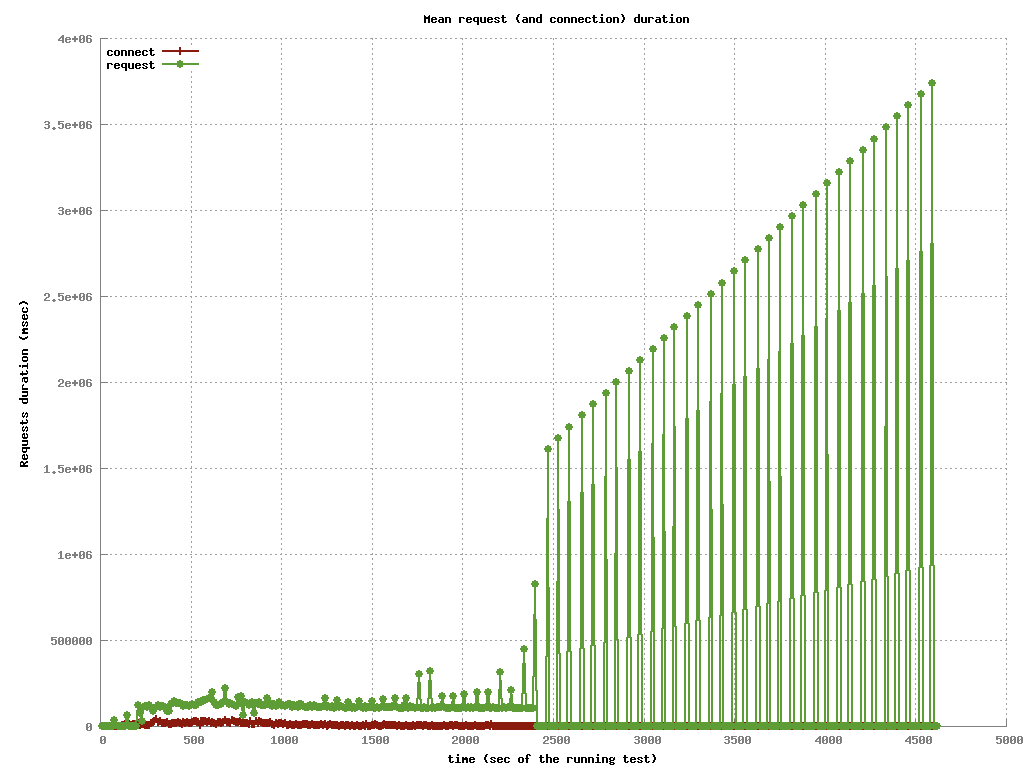 Mean request (and connection) duration
4e+06
connect
request
3.5e+06
3e+06
2.5e+06
2e+06
1.5e+06
1e+06
500000
0
Requests duration (msec)
0 500 1000 1500 2000 2500 3000 3500 4000 4500 5000
time (sec of the running test)